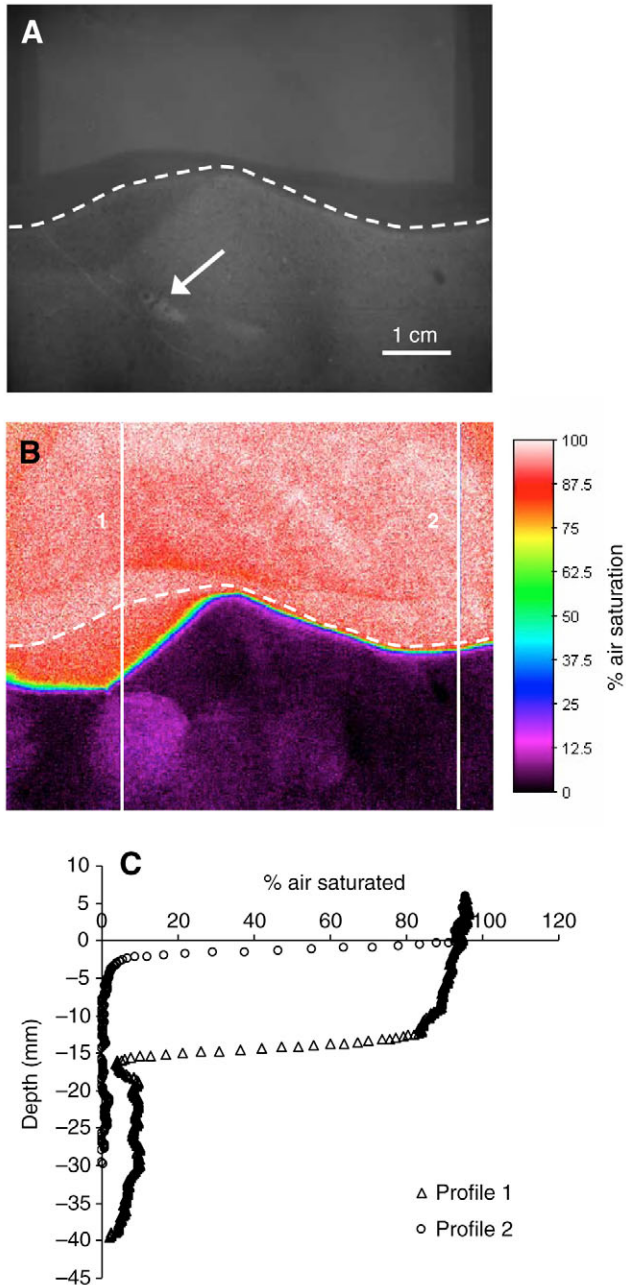 A
1 cm
B
1
2
100
87.5
75
62.5
50
37.5
25
12.5
0
% air saturation
C
% air saturated
10
5
0
−5
−10
−15
−20
−25
−30
−35
−40
−45
0 20 40 60 80 100 120
Depth (mm)
Profile 1
Profile 2